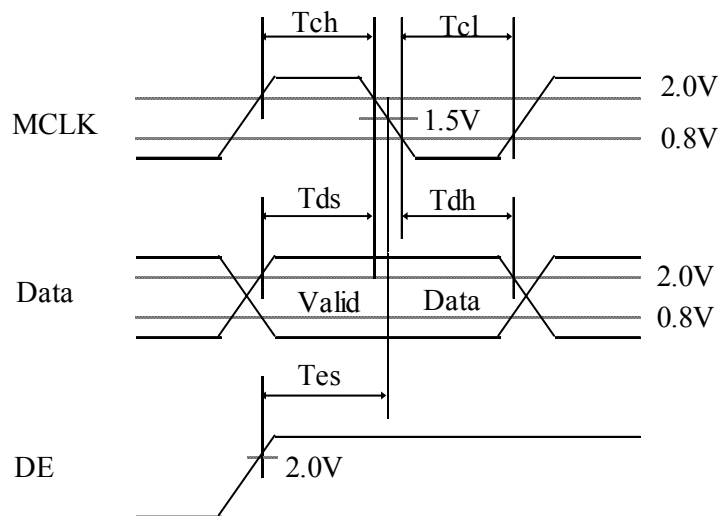 Tch Tcl
2.0V
MCLK 1.5V
0.8V
Tds Tdh
Data 2.0V
Valid Data
0.8V
Tes
DE 2.0V